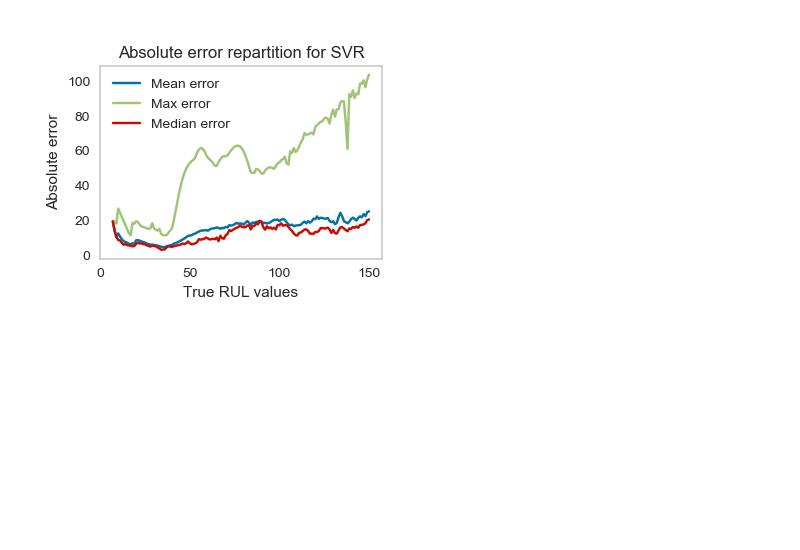 Absolute error repartition for SVR
Mean error
Max error
Median error
Absolute error
100
80
60
40
20
0
0 50 100 150
True RUL values